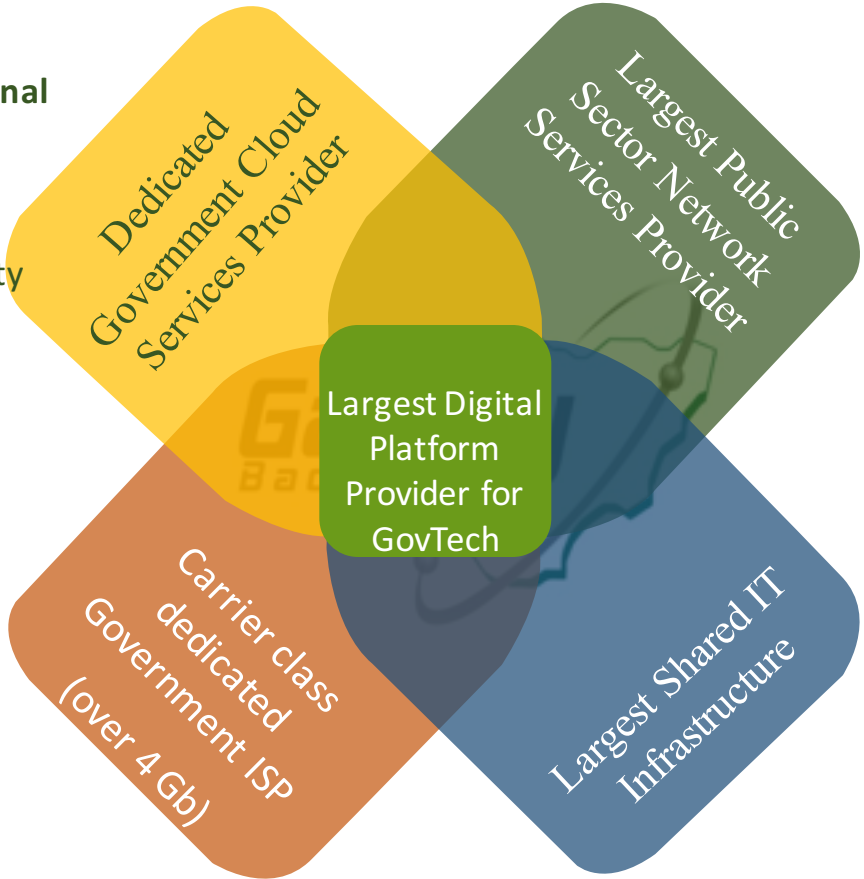 nal
ty
Dedicated
Government Cloud
Services Provider
Largest Public
Sector Network
Services Provider
Largest Digital
Platform
Provider for
GovTech
Carrier class
dedicated
Government ISP
(over 4 Gb)
Largest Shared IT
Infrastructure